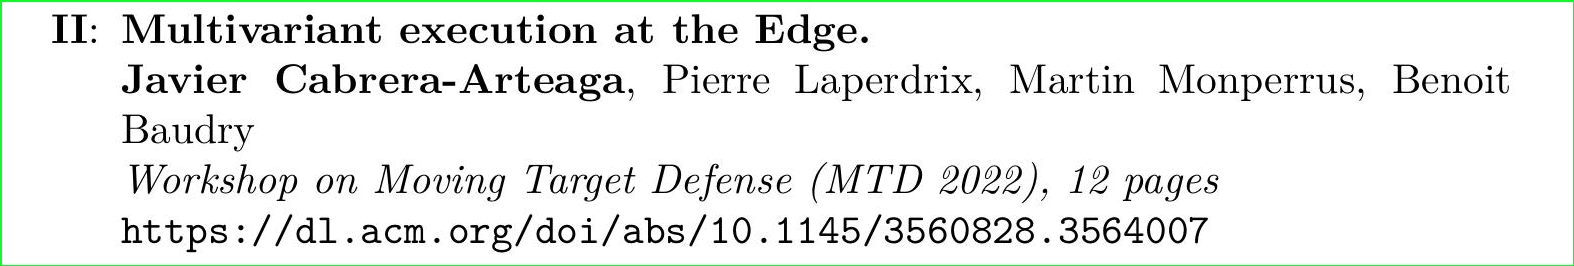 II: Multivariant execution at the Edge.
Javier Cabrera-Arteaga, Pierre Laperdrix, Martin Monperrus, Benoit
Baudry
Workshop on Moving Target Defense (MTD 2022), 12 pages
https://dl.acm.org/doi/abs/10.1145/3560828.3564007